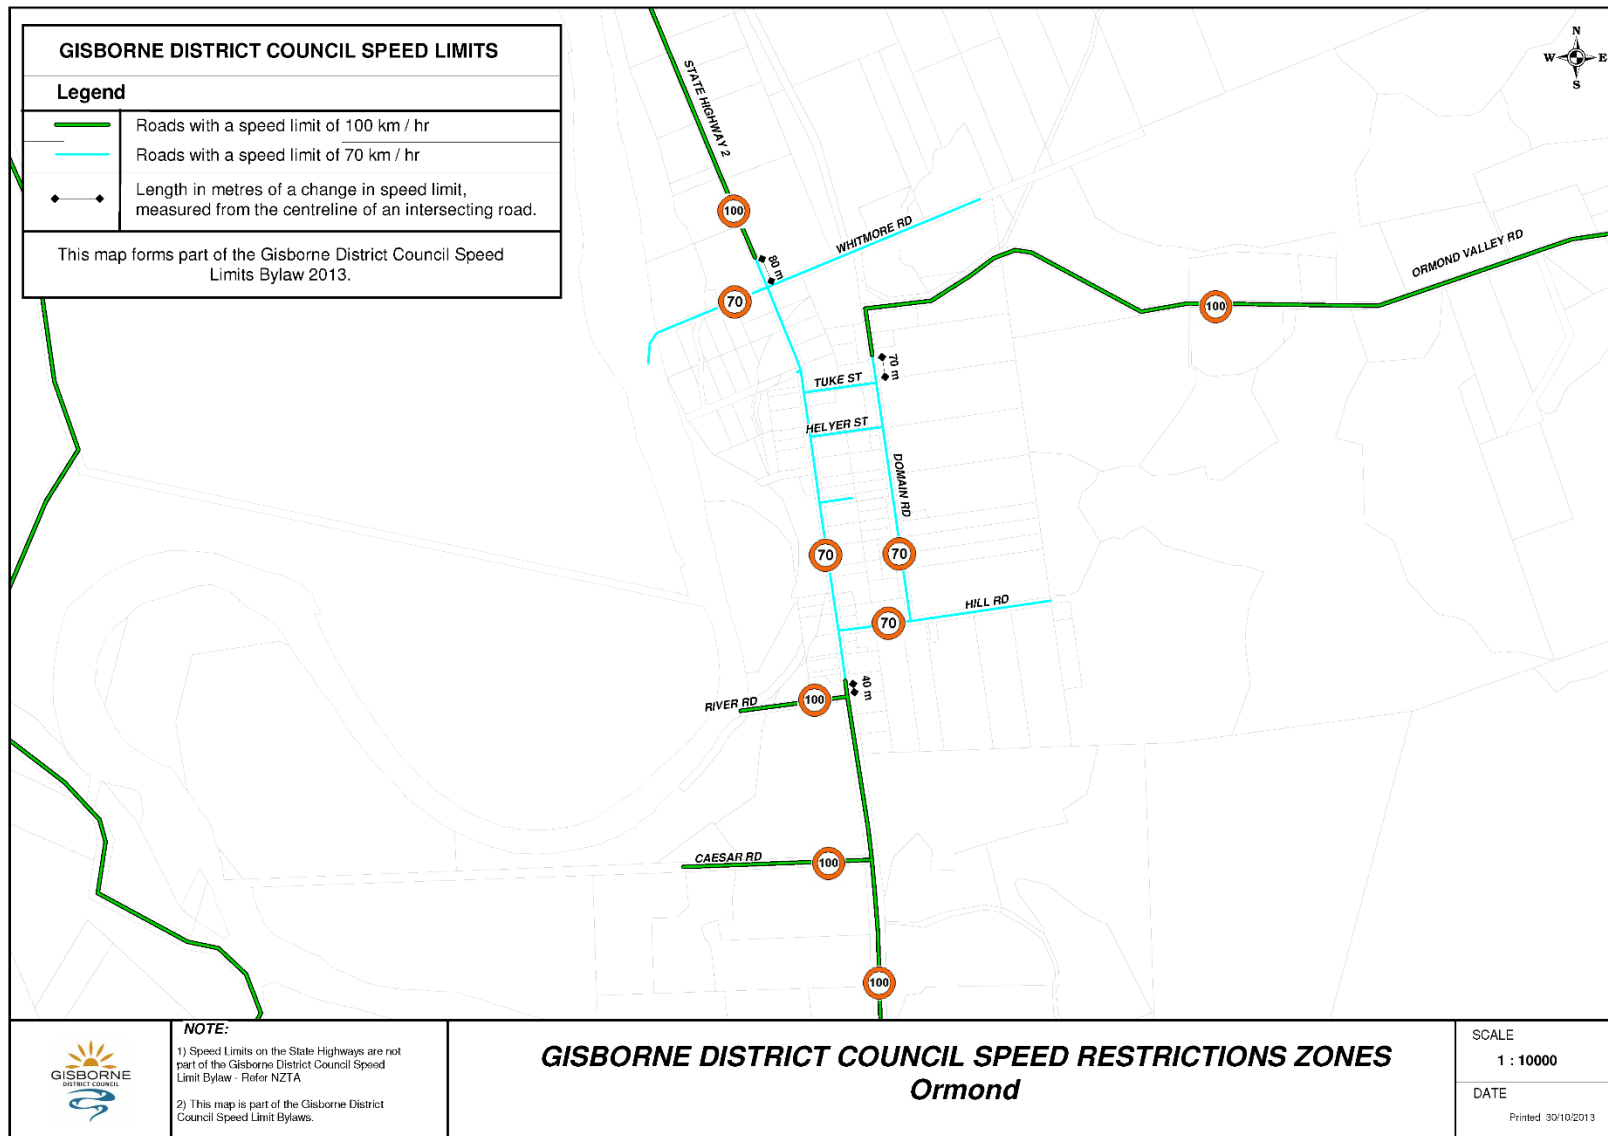 GISBORNE DISTRICT COUNCIL SPEED LIMITS
Legend
Roads with a speed limit of 100 km / hr
Roads with a speed limit of 70 km / hr
Length in metres of a change in speed limit,
measured from the centreline of an intersecting road.
This map forms part of the Gisborne District Council Speed
Limits Bylaw 2013.
N
W
E
S
STATE HIGHWAY 2
100
80 m
WHITMORE RD
70
ORMOND VALLEY RD
100
70 m
TUKE ST
HELYER ST
DOMAIN RD
70
70
HILL RD
70
40 m
RIVER RD
100
CAESAR RD
100
100
GISBORNE
DISTRICT COUNCIL
NOTE:
1) Speed Limits on the State Highways are not
part of the Gisborne District Council Speed
Limit Bylaw - Refer NZTA
2) This map is part of the Gisborne District
Council Speed Limit Bylaws.
GISBORNE DISTRICT COUNCIL SPEED RESTRICTIONS ZONES
Ormond
SCALE
1 : 10000
DATE
Printed 30/10/2013